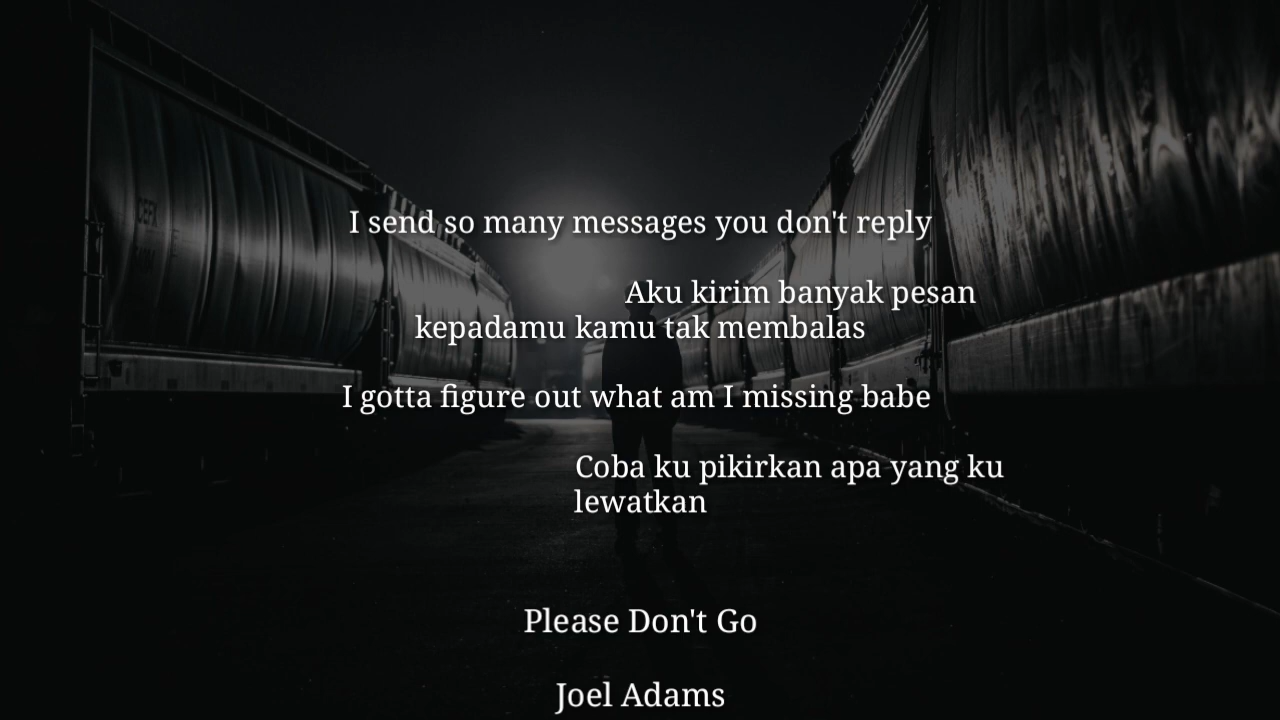 I send so many messages you don't reply
Aku kirim banyak pesan
kepadamu kamu tak membalas
I gotta figure out what am I missing babe
Coba ku pikirkan apa yang ku
lewatkan
Please Don't Go
Joel Adams